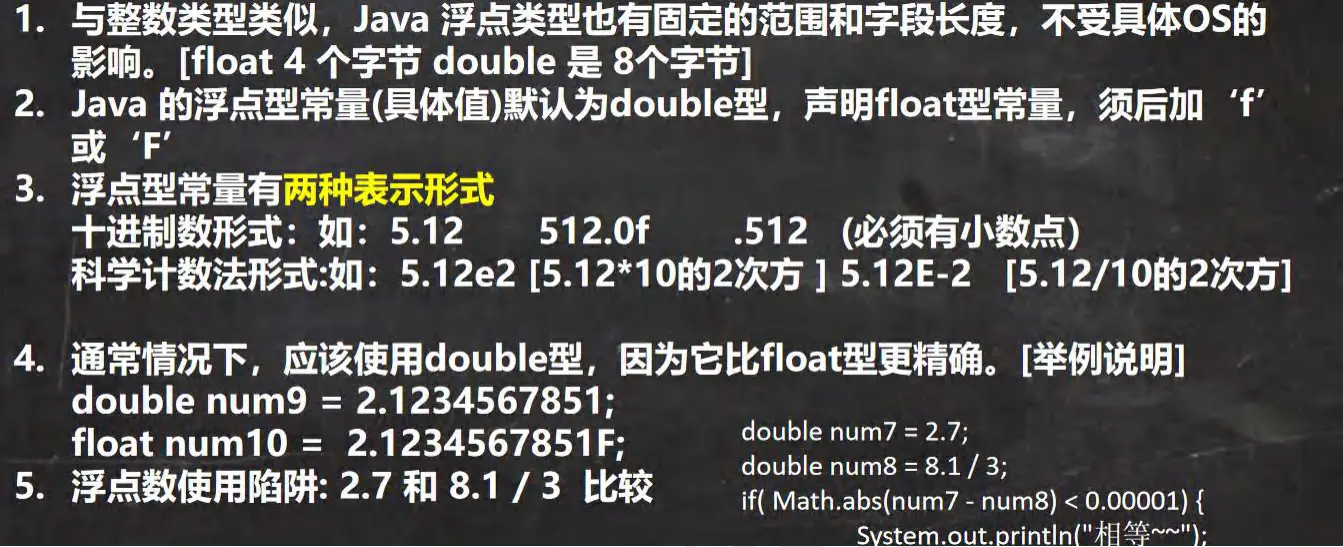 1. 与整数类型类似，Java 浮点类型也有固定的范围和字段长度，不受具体OS的
影响。[float 4 个字节 double 是 8个字节]
2. Java 的浮点型常量(具体值)默认为double型，声明float型常量，须后加‘f’
或‘F’
3. 浮点型常量有两种表示形式
十进制数形式：如：5.12 512.0f .512 (必须有小数点）
科学计数法形式:如：5.12e2 [5.12*10的2次方 ] 5.12E-2 [5.12/10的2次方]
4. 通常情况下，应该使用double型，因为它比float型更精确。[举例说明]
double num9 = 2.1234567851;
float num10 = 2.1234567851F;
5. 浮点数使用陷阱: 2.7 和 8.1 / 3 比较
double num7 = 2.7;
double num8 = 8.1 / 3;
if( Math.abs(num7 - num8) < 0.00001) {
System.out.println("相等~~");